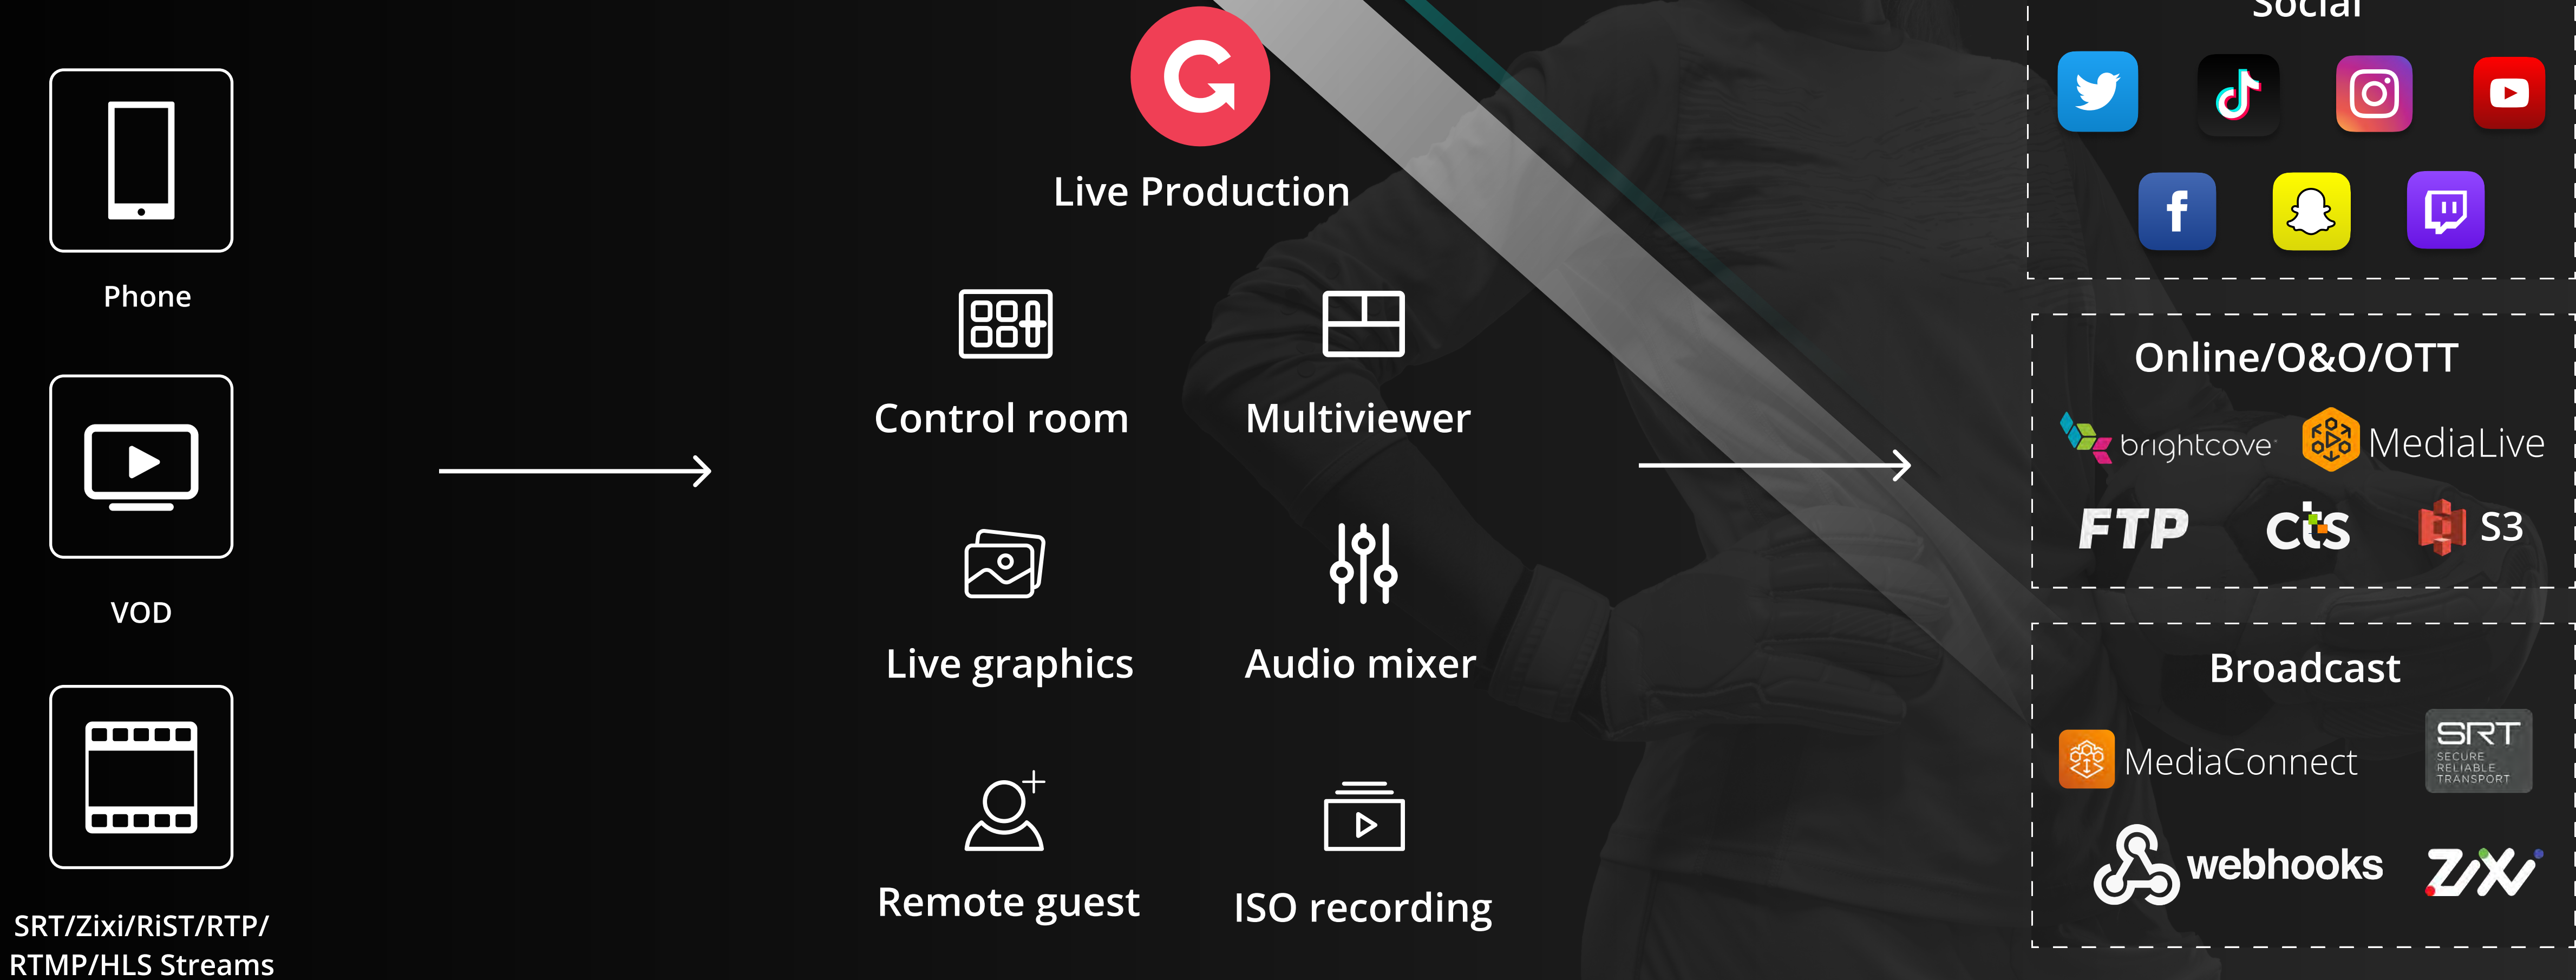 Phone
VOD
SRT/Zixi/RiST/RTP/
RTMP/HLS Streams
Live Production
Control room
Multiviewer
Live graphics
Audio mixer
Remote guest
ISO recording
Social
Online/O&O/OTT
brightcove
MediaLive
FTP
cts
S3
Broadcast
MediaConnect
SRT
SECURE
RELIABLE
TRANSPORT
webhooks
ZiXi